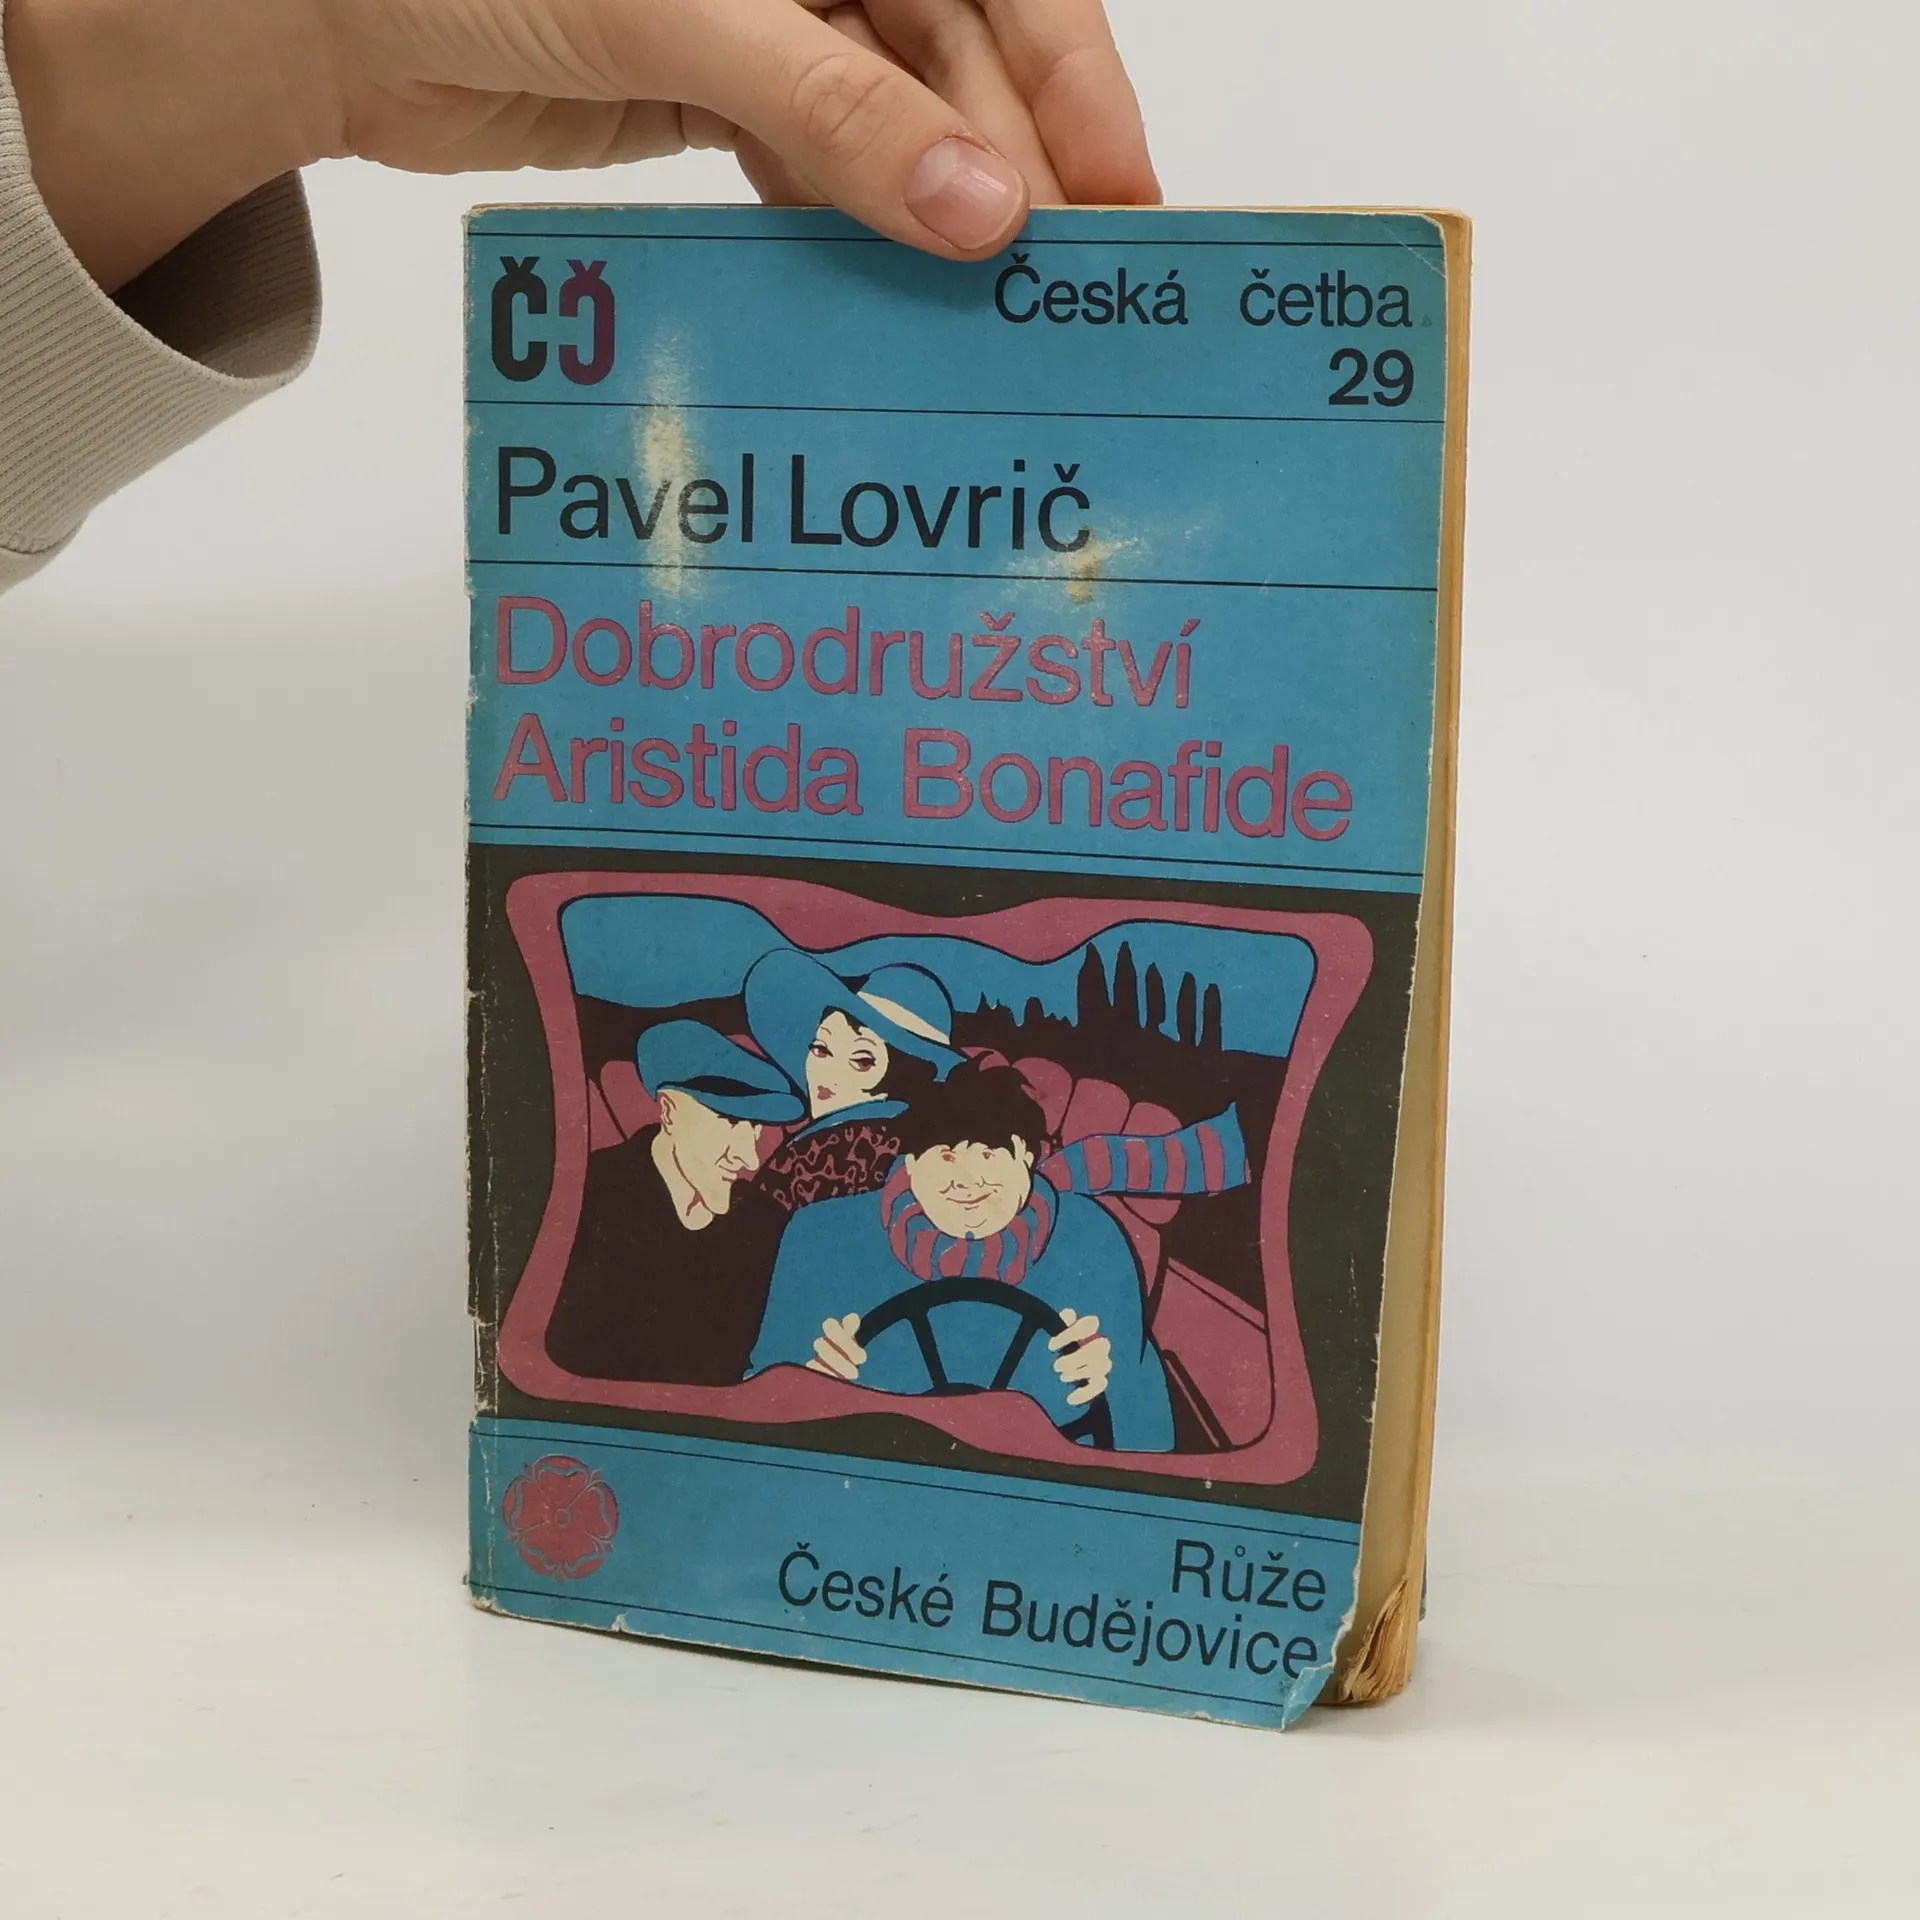 ČČ
Česká četba
29
Pavel Lovrič
Dobrodružství
Aristida Bonafide
Růže
České Budějovice